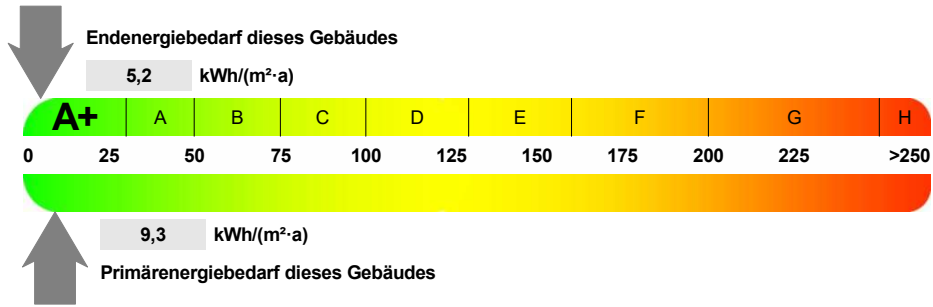 Endenergiebedarf dieses Gebäudes
5,2 kWh/(m²·a)
A+ A B C D E F G H
0 25 50 75 100 125 150 175 200 225 >250
9,3 kWh/(m²·a)
Primärenergiebedarf dieses Gebäudes